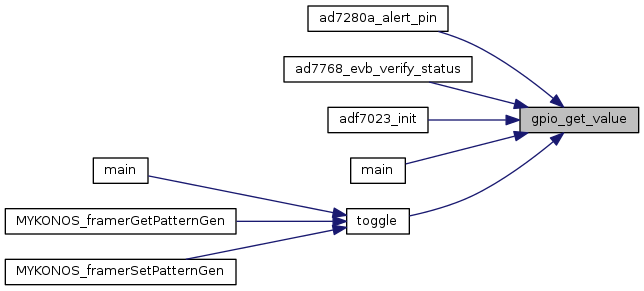 ad7280a_alert_pin
ad7768_evb_verify_status
adf7023_init
gpio_get_value
main
main
MYKONOS_framerGetPatternGen
toggle
MYKONOS_framerSetPatternGen